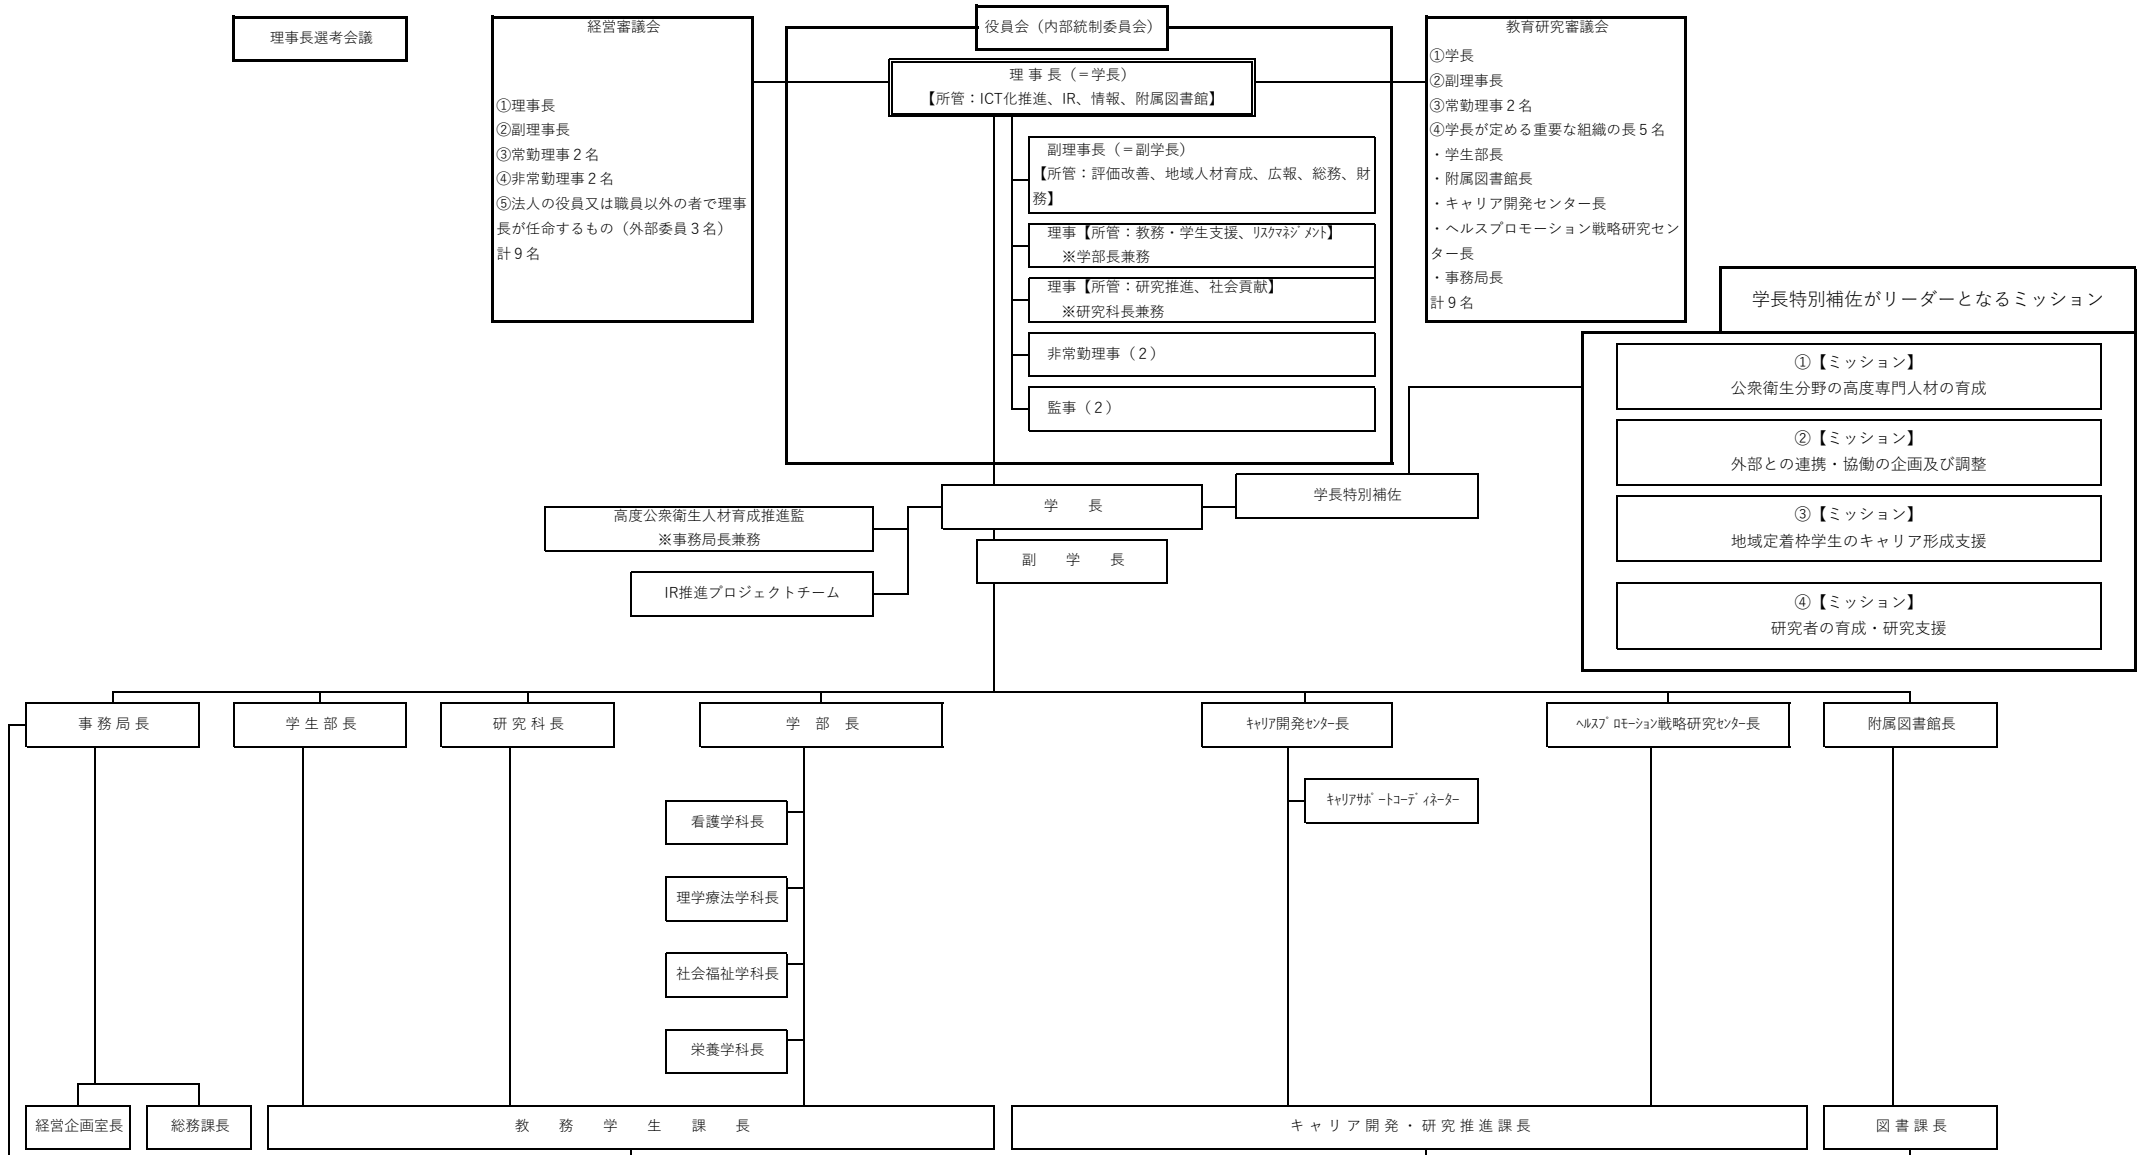 理事長選考会議
経営審議会
①理事長
②副理事長
③常勤理事２名
④非常勤理事２名
⑤法人の役員又は職員以外の者で理事
長が任命するもの（外部委員３名）
計９名
役員会（内部統制委員会）
理 事 長（＝学長）
【所管：ICT化推進、IR、情報、附属図書館】
副理事長（＝副学長）
【所管：評価改善、地域人材育成、広報、総務、財
務】
理事【所管：教務・学生支援、ﾘｽｸﾏﾈｼﾞﾒﾝﾄ】
※学部長兼務
理事【所管：研究推進、社会貢献】
※研究科長兼務
非常勤理事（２）
監事（２）
教育研究審議会
①学長
②副理事長
③常勤理事２名
④学長が定める重要な組織の長５名
・学生部長
・附属図書館長
・キャリア開発センター長
・ヘルスプロモーション戦略研究セン
ター長
・事務局長
計９名
学長特別補佐がリーダーとなるミッション
①【ミッション】
公衆衛生分野の高度専門人材の育成
②【ミッション】
外部との連携・協働の企画及び調整
③【ミッション】
地域定着枠学生のキャリア形成支援
④【ミッション】
研究者の育成・研究支援
学長特別補佐
学　　長
高度公衆衛生人材育成推進監
※事務局長兼務
副　　学　　長
IR推進プロジェクトチーム
事 務 局 長
学 生 部 長
研 究 科 長
学　部　長
ｷｬﾘｱ開発ｾﾝﾀｰ長
ﾍﾙｽﾌﾟﾛﾓｰｼｮﾝ戦略研究ｾﾝﾀｰ長
附属図書館長
ｷｬﾘｱｻﾎﾟｰﾄｺｰﾃﾞｨﾈｰﾀｰ
看護学科長
理学療法学科長
社会福祉学科長
栄養学科長
経営企画室長
総務課長
教　　務　　学　　生　　課　　長
キ ャ リ ア 開 発 ・ 研 究 推 進 課 長
図 書 課 長